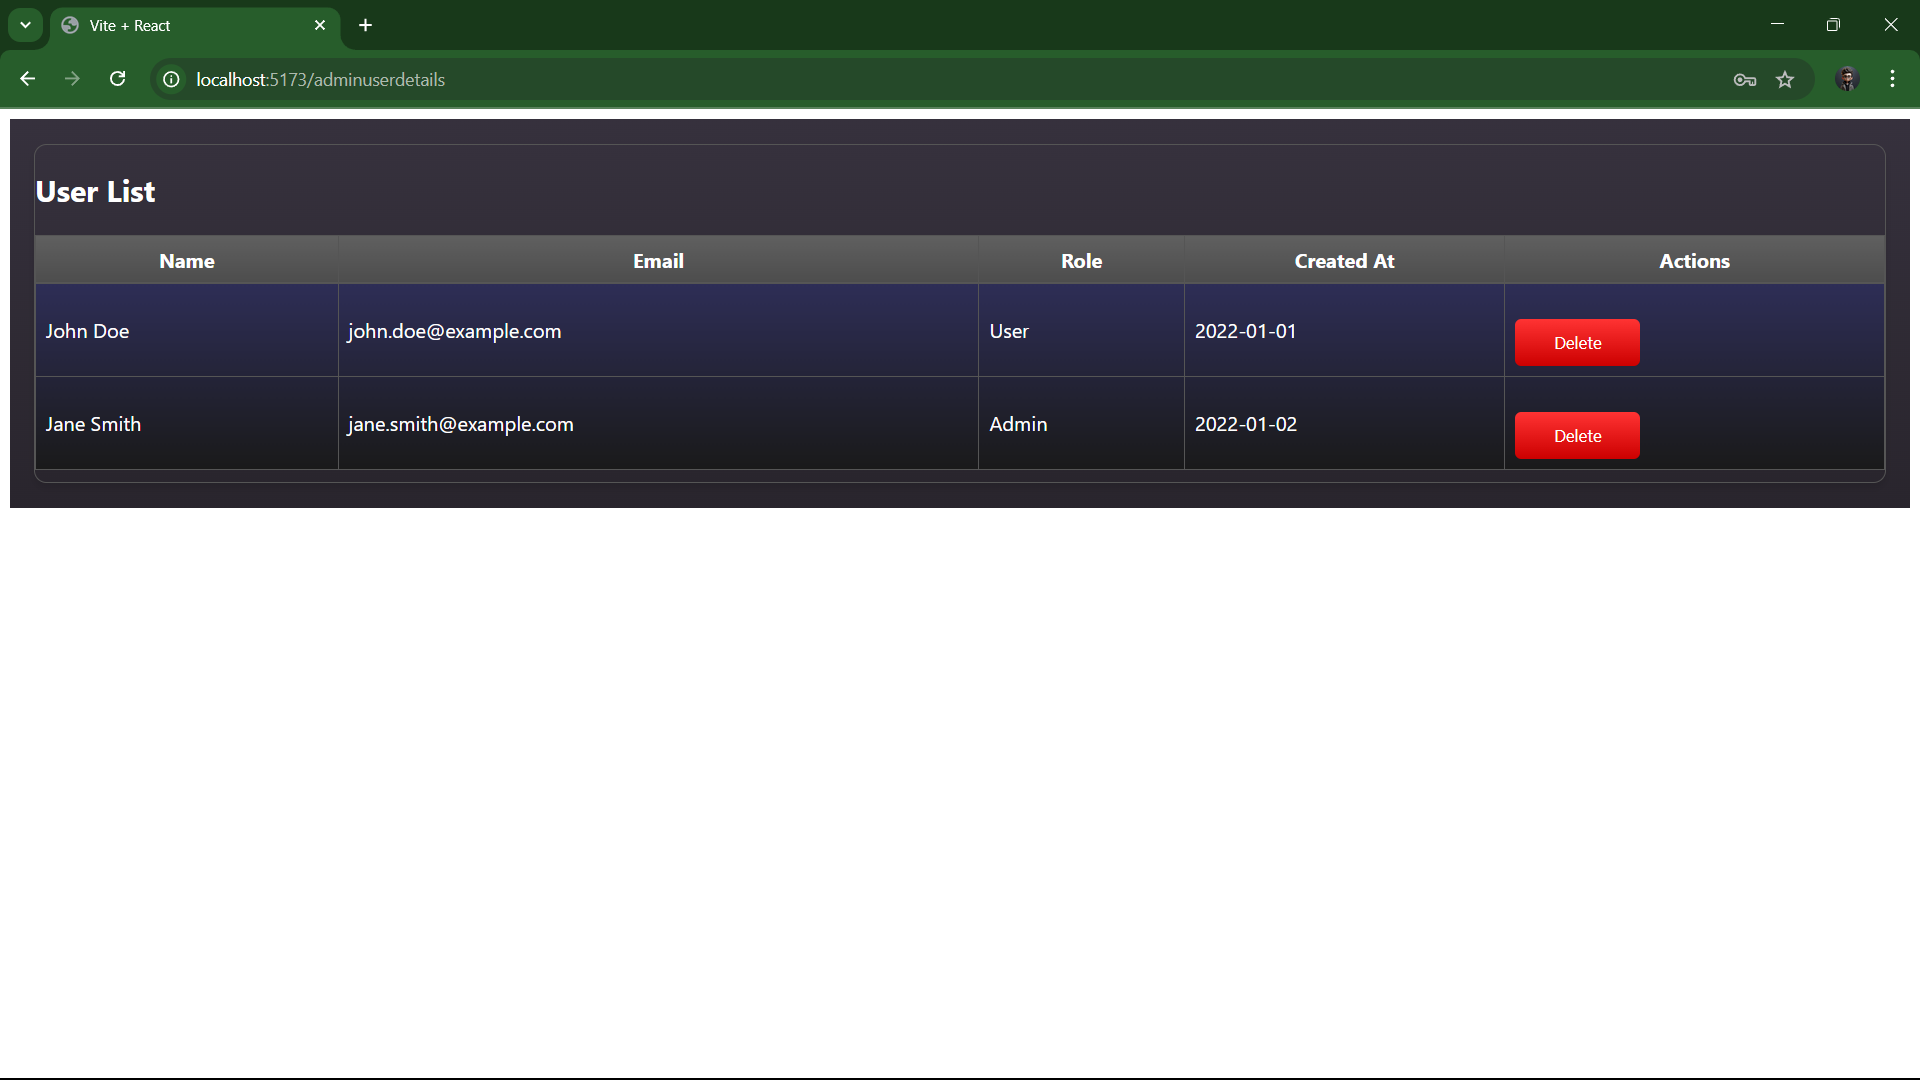 Vite + React
localhost:5173/adminuserdetails
User List
Name Email Role Created At Actions
John Doe john.doe@example.com User 2022-01-01 Delete
Jane Smith jane.smith@example.com Admin 2022-01-02 Delete